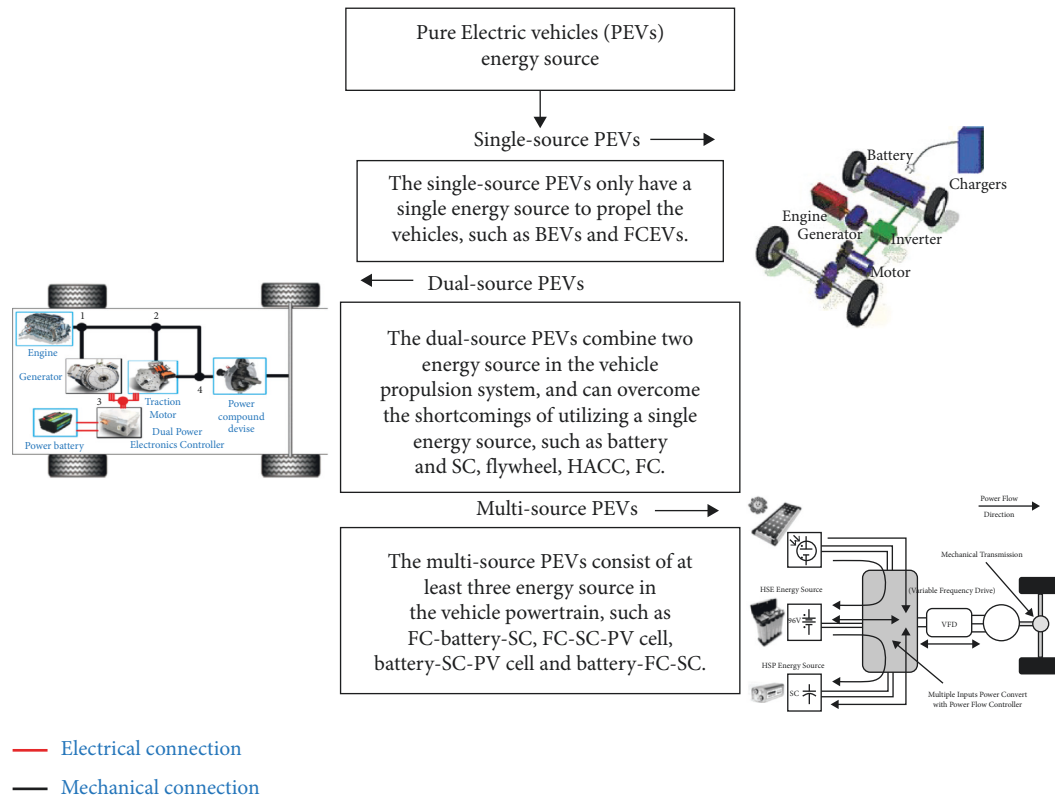 Pure Electric vehicles (PEVs)
energy source
Single-source PEVs
The single-source PEVs only have a
single energy source to propel the
vehicles, such as BEVs and FCEVs.
Battery
Chargers
Engine
Generator
Inverter
Motor
Dual-source PEVs
The dual-source PEVs combine two
energy source in the vehicle
propulsion system, and can overcome
the shortcomings of utilizing a single
energy source, such as battery
and SC, flywheel, HACC, FC.
1
2
Engine
Generator
3
4
Traction
Motor
Power
compound
devise
Power battery
Dual Power
Electronics Controller
Multi-source PEVs
The multi-source PEVs consist of at
least three energy source in
the vehicle powertrain, such as
FC-battery-SC, FC-SC-PV cell,
battery-SC-PV cell and battery-FC-SC.
Power Flow
Direction
Mechanical Transmission
HSE Energy Source
(Variable Frequency Drive)
96V
VFD
HSP Energy Source
SC
Multiple Inputs Power Convert
with Power Flow Controller
Electrical connection
Mechanical connection